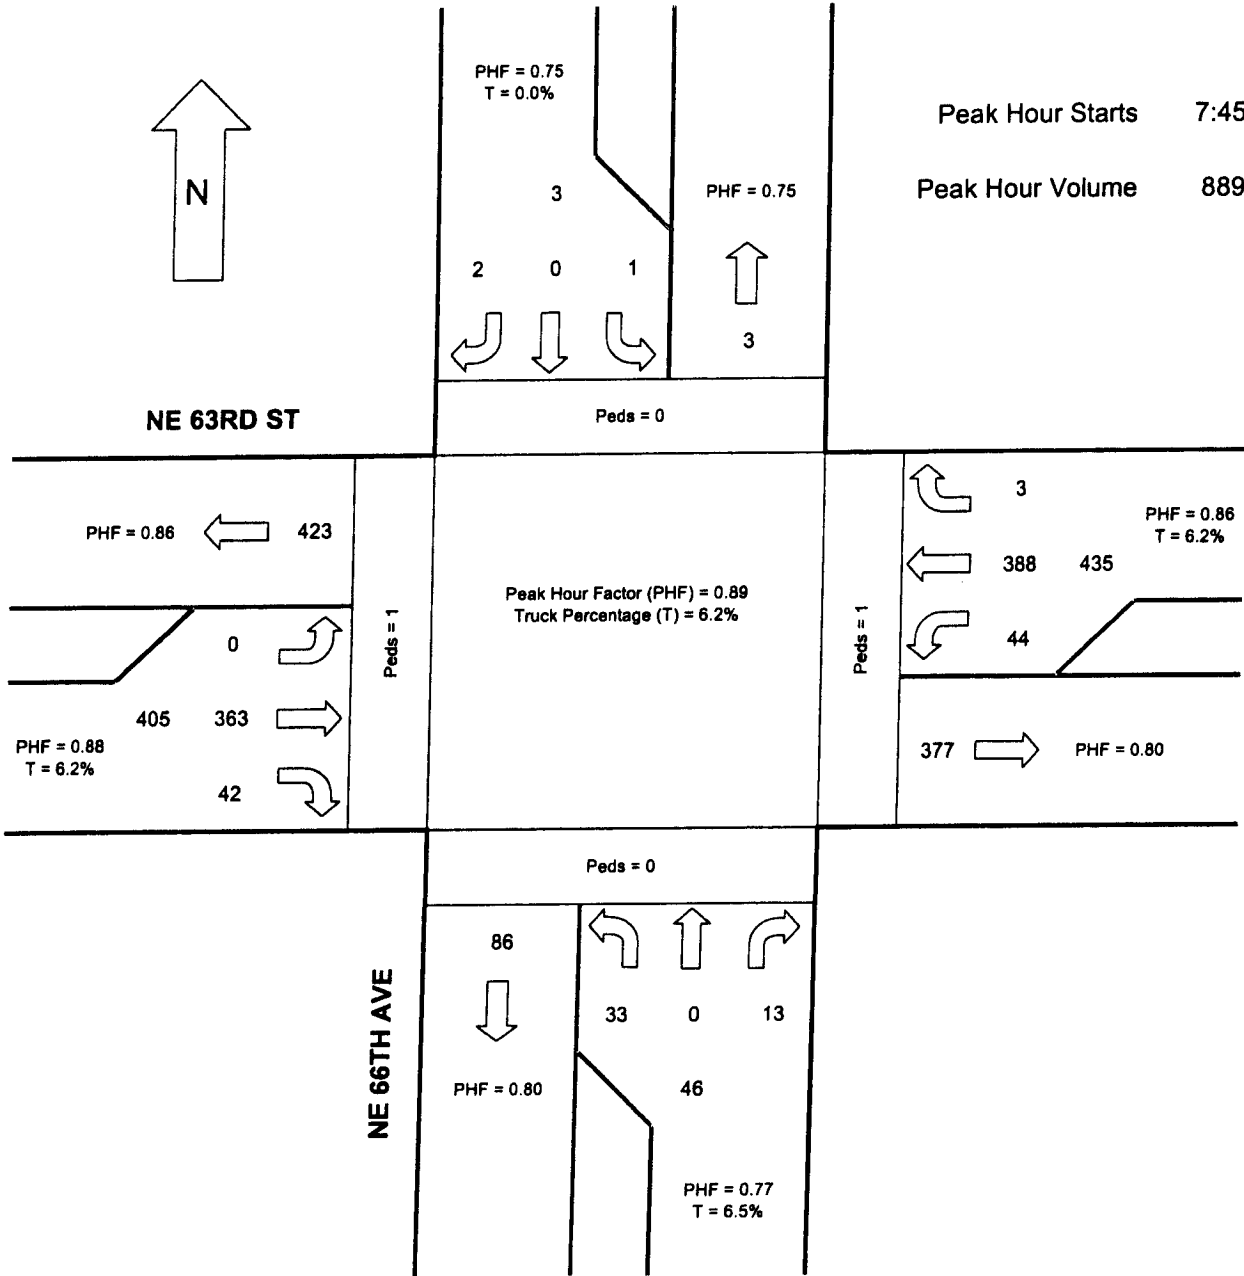 PHF = 0.75
T = 0.0%
Peak Hour Starts 7:45
N
3
PHF = 0.75
Peak Hour Volume 889
2 0 1
3
NE 63RD ST
Peds = 0
3
PHF = 0.86
T = 6.2%
PHF = 0.86 423
388 435
Peak Hour Factor (PHF) = 0.89
Truck Percentage (T) = 6.2%
Peds = 1
Peds = 1
0
44
405 363
PHF = 0.88
T = 6.2%
377 PHF = 0.80
42
Peds = 0
86
33 0 13
NE 66TH AVE
PHF = 0.80
46
PHF = 0.77
T = 6.5%